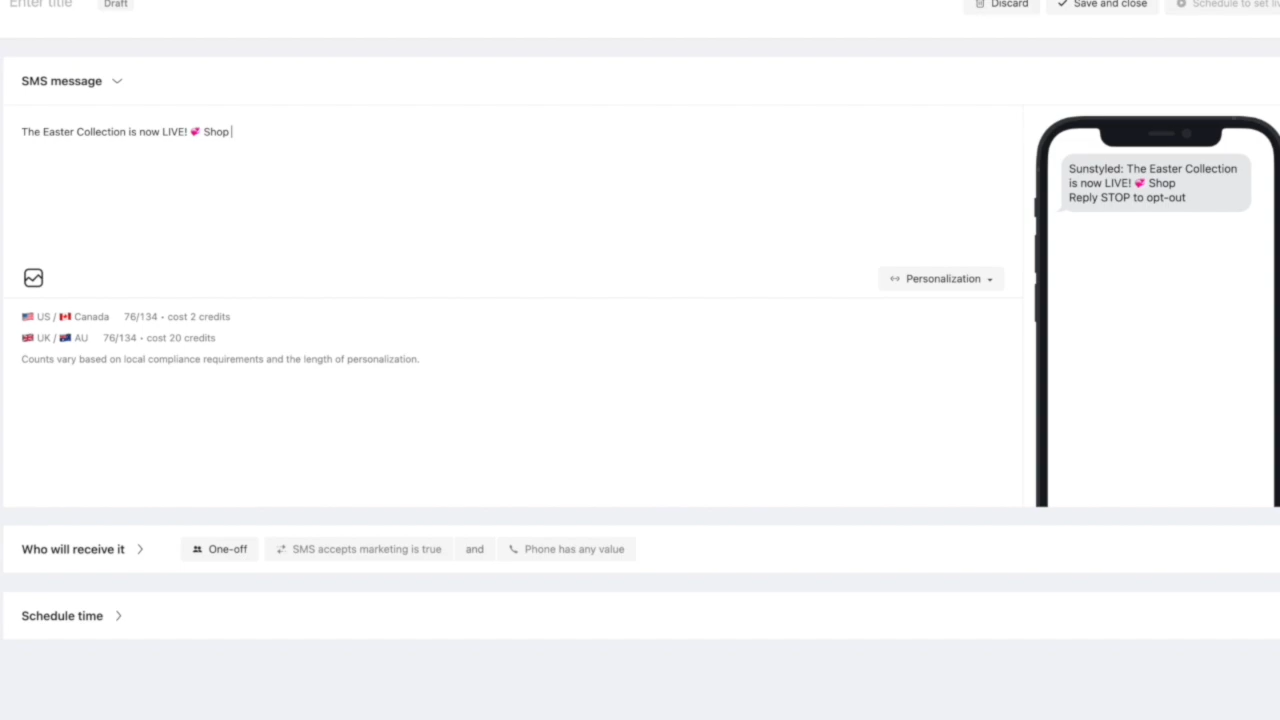 Enter title Draft Discard Save and close Schedule to set
SMS message
The Easter Collection is now LIVE! 💞 Shop
Sunstyled: The Easter Collection
is now LIVE! 💞 Shop
Reply STOP to opt-out
Personalization
🇺🇸 US / 🇨🇦 Canada 76/134 • cost 2 credits
🇬🇧 UK / 🇦🇺 AU 76/134 • cost 20 credits
Counts vary based on local compliance requirements and the length of personalization.
Who will receive it One-off SMS accepts marketing is true and Phone has any value
Schedule time